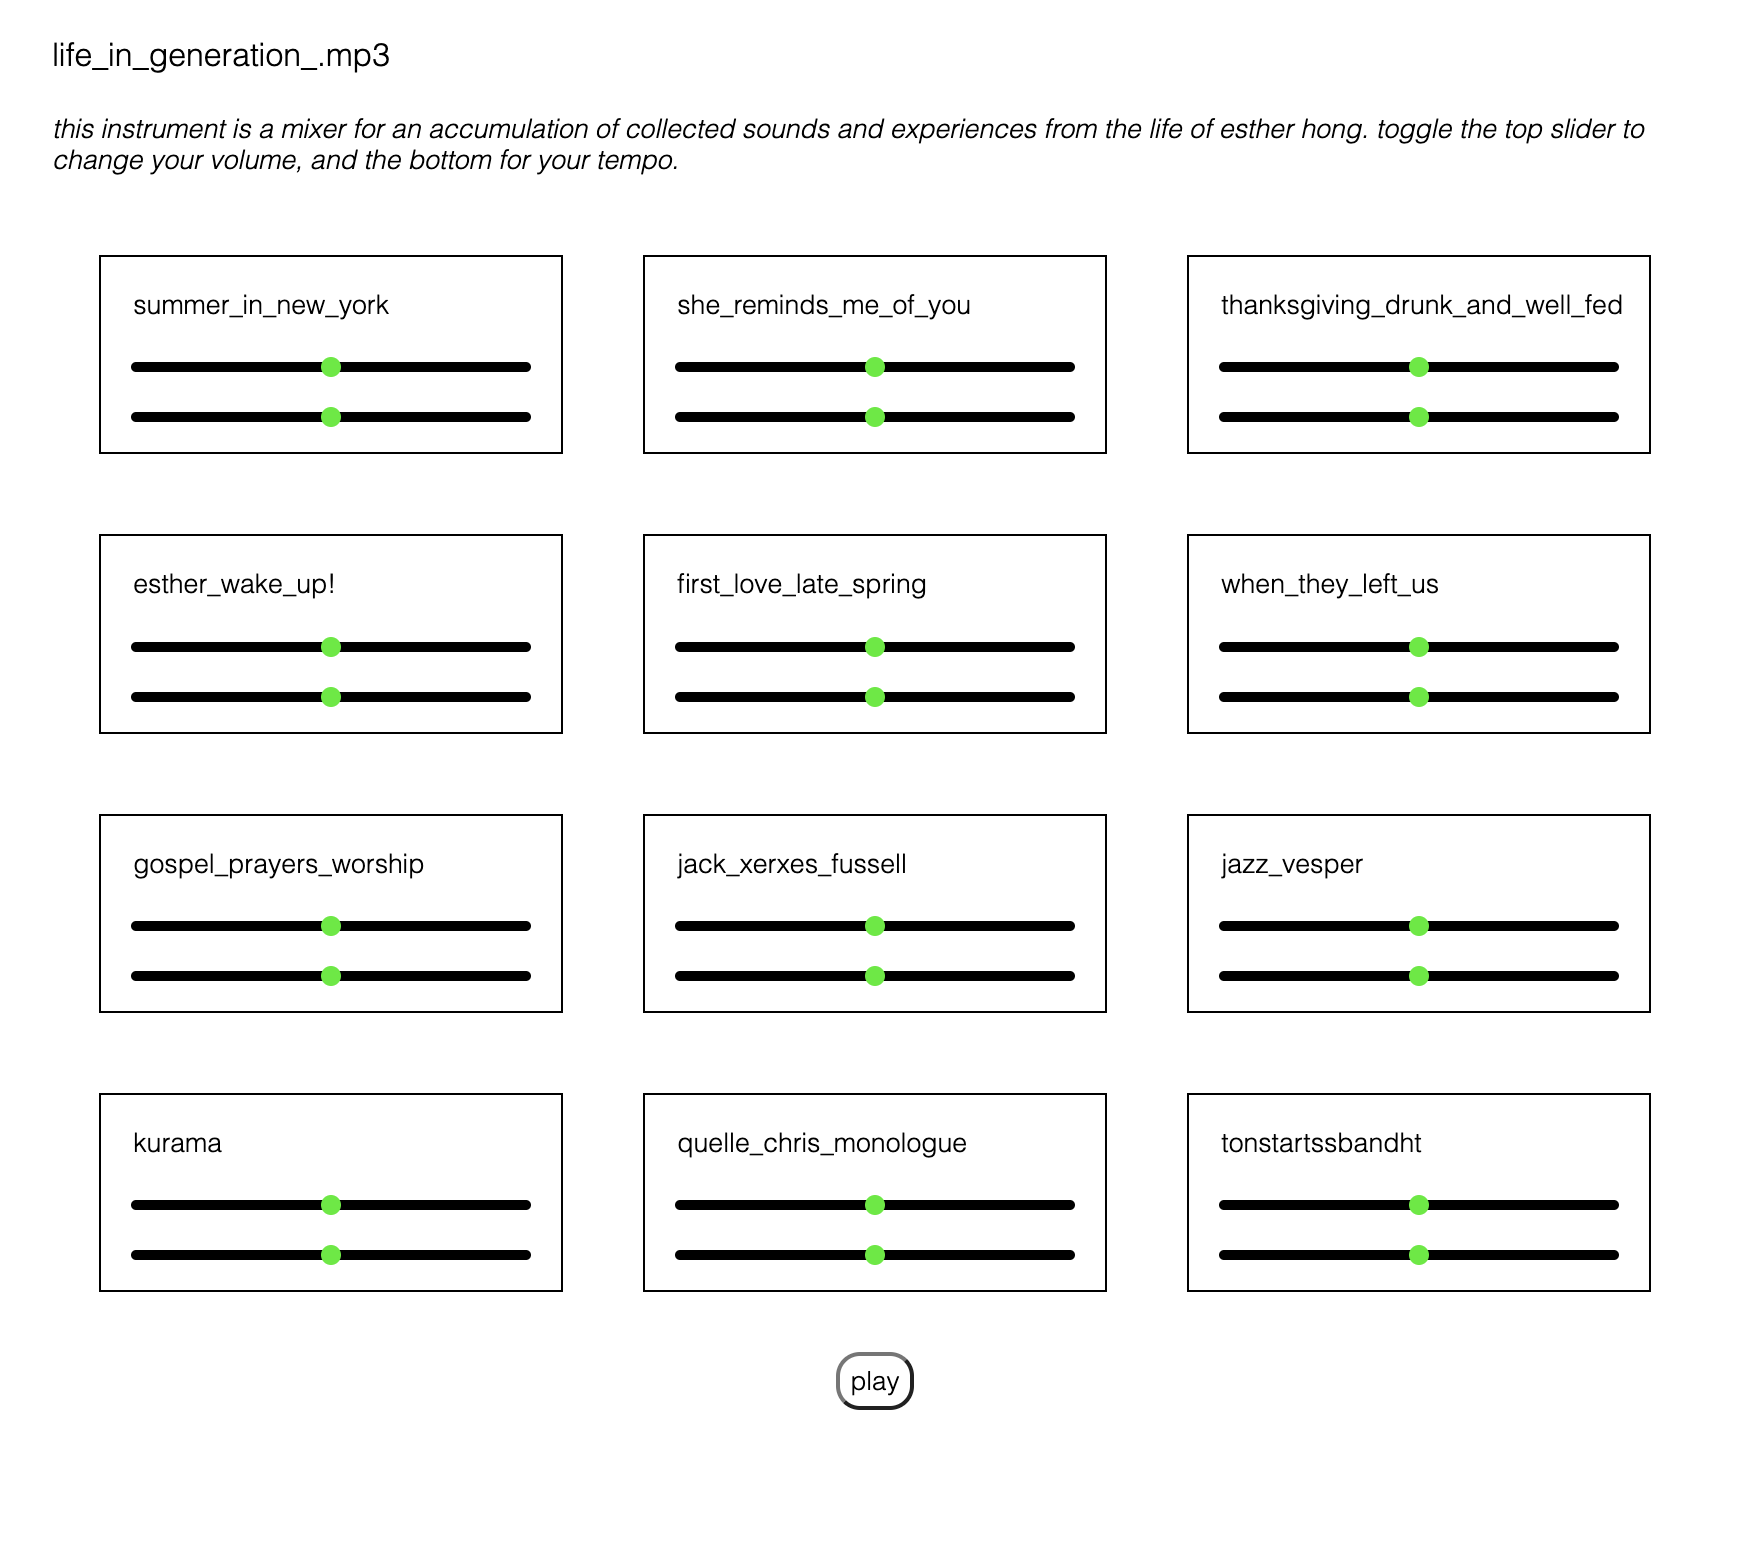 life_in_generation_.mp3
this instrument is a mixer for an accumulation of collected sounds and experiences from the life of esther hong. toggle the top slider to
change your volume, and the bottom for your tempo.
summer_in_new_york
she_reminds_me_of_you
thanksgiving_drunk_and_well_fed
esther_wake_up!
first_love_late_spring
when_they_left_us
gospel_prayers_worship
jack_xerxes_fussell
jazz_vesper
kurama
quelle_chris_monologue
tonstartssbandht
play